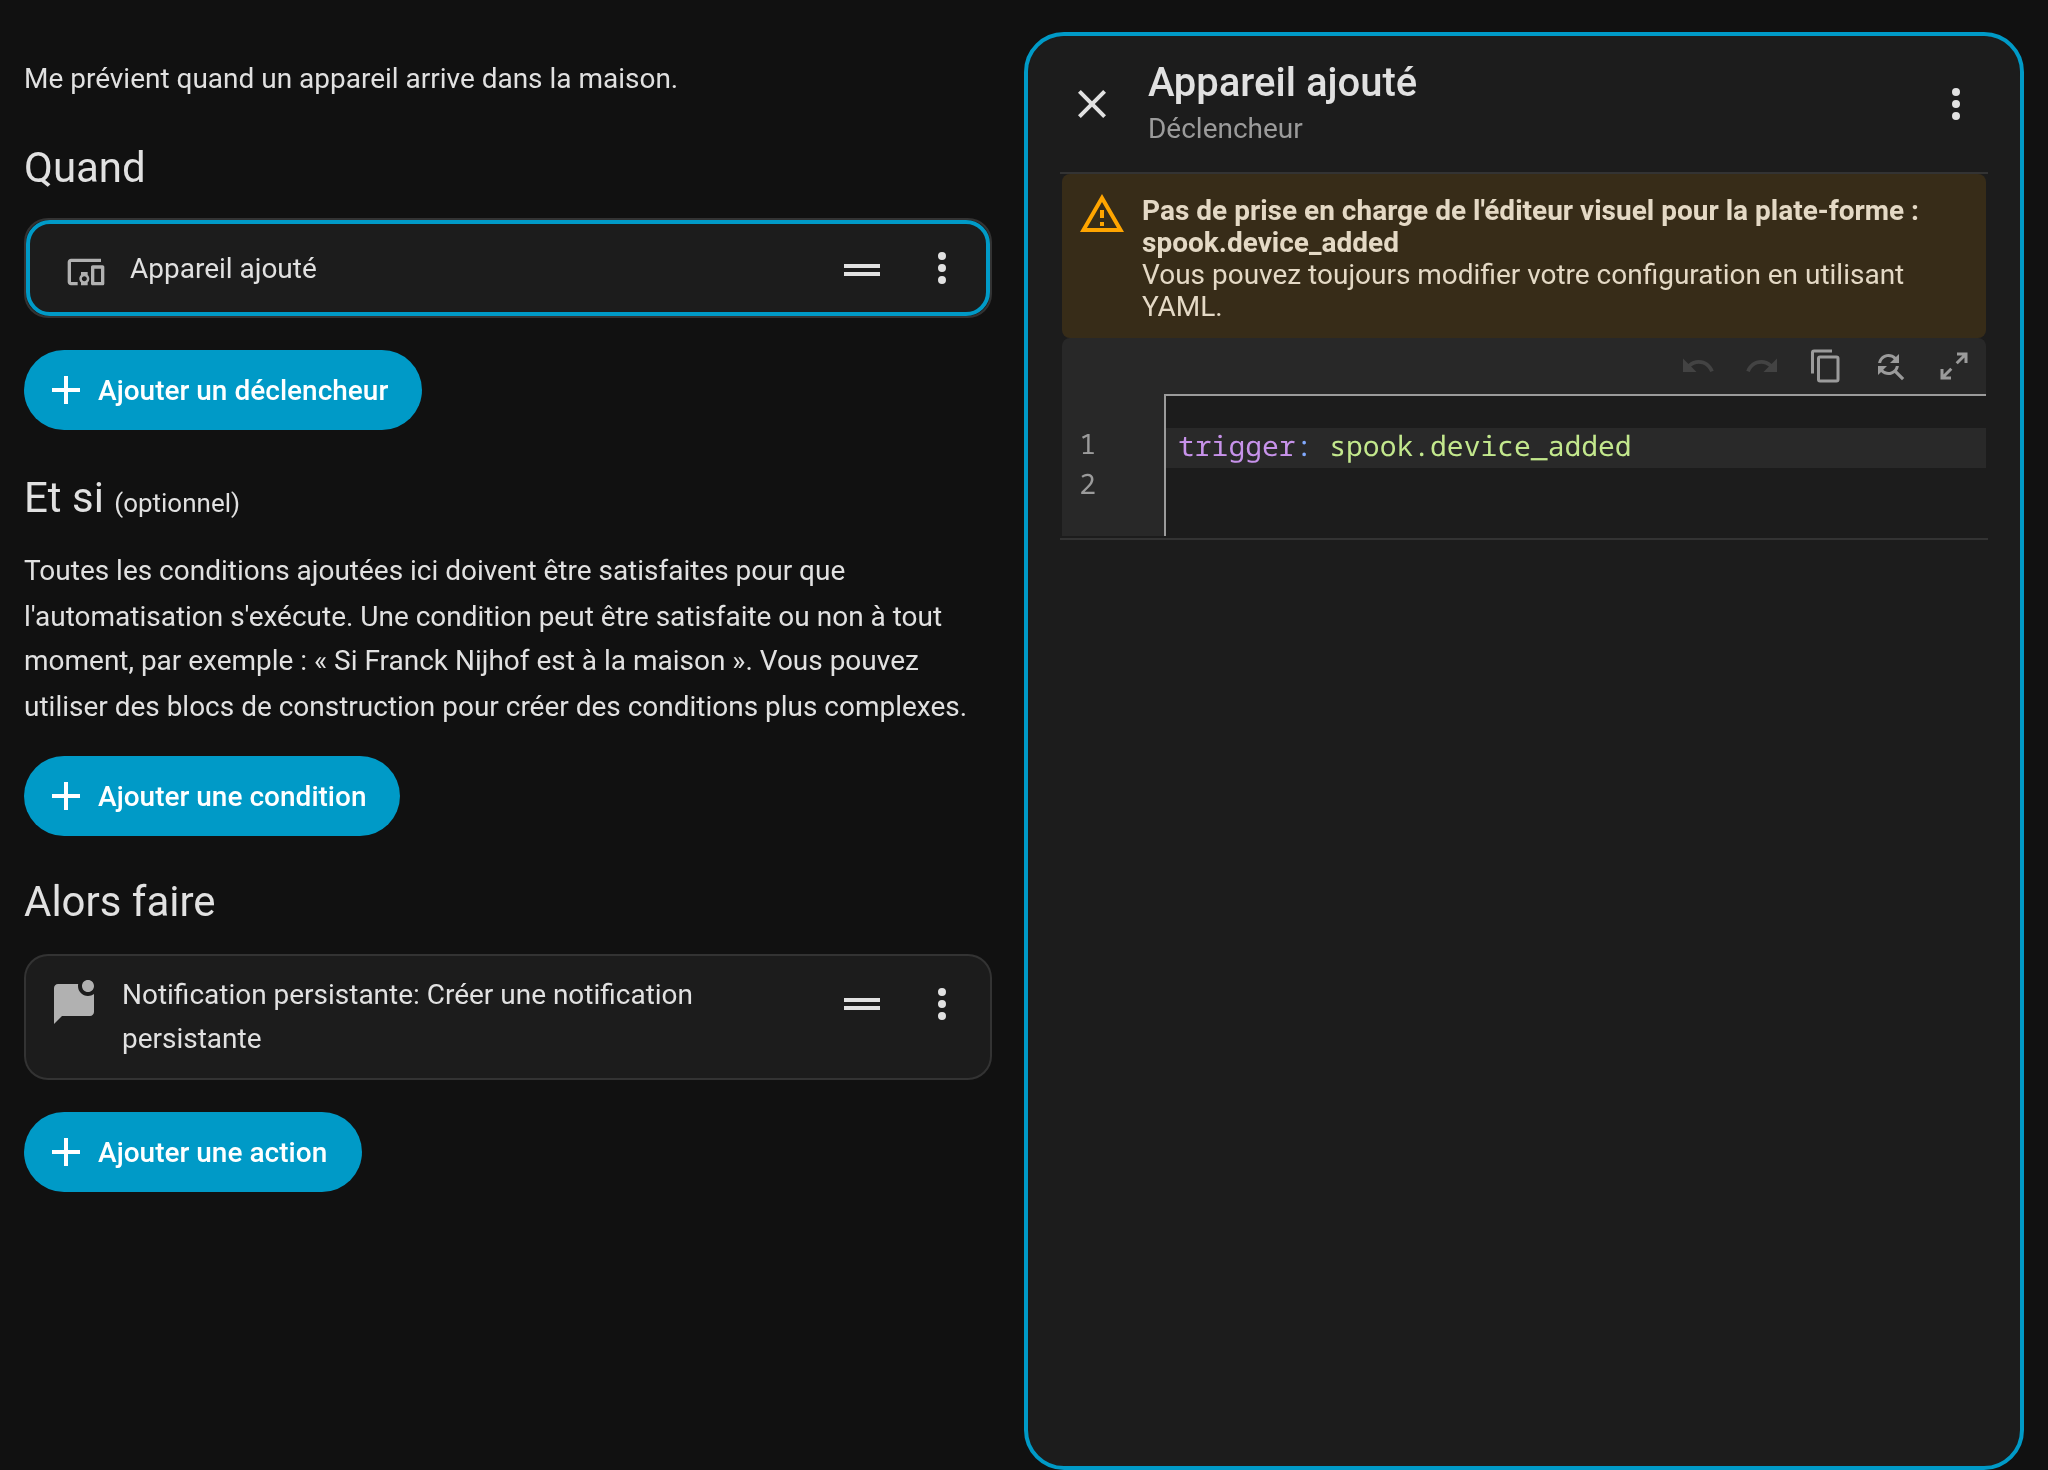 Me prévient quand un appareil arrive dans la maison.
Quand
Appareil ajouté
Ajouter un déclencheur
Et si (optionnel)
Toutes les conditions ajoutées ici doivent être satisfaites pour que
l'automatisation s'exécute. Une condition peut être satisfaite ou non à tout
moment, par exemple : « Si Franck Nijhof est à la maison ». Vous pouvez
utiliser des blocs de construction pour créer des conditions plus complexes.
Ajouter une condition
Alors faire
Notification persistante: Créer une notification
persistante
Ajouter une action
Appareil ajouté
Déclencheur
Pas de prise en charge de l'éditeur visuel pour la plate-forme :
spook.device_added
Vous pouvez toujours modifier votre configuration en utilisant
YAML.
1 trigger: spook.device_added
2